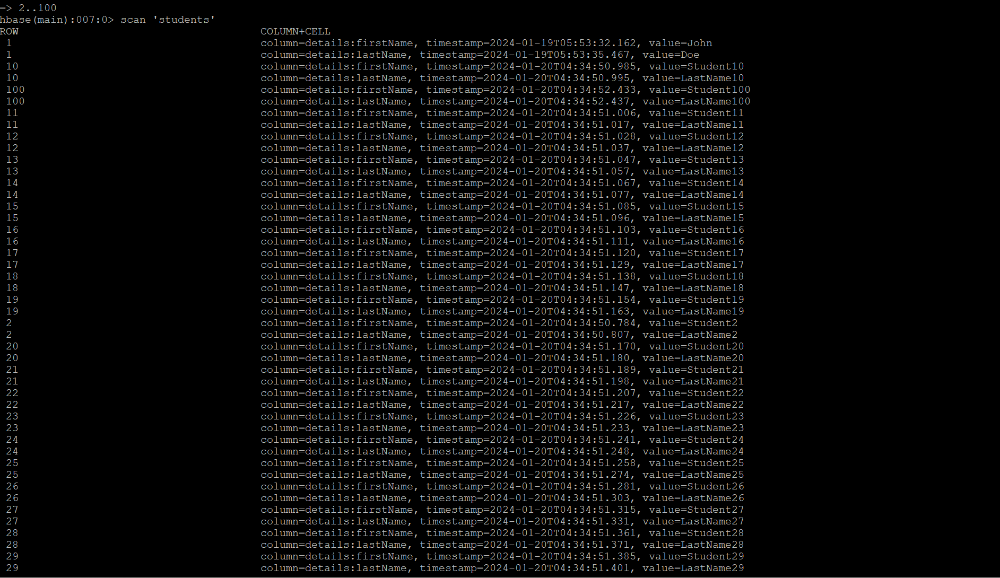 => 2..100
hbase(main):007:0> scan 'students'
ROW COLUMN+CELL
1 column=details:firstName, timestamp=2024-01-19T05:53:32.162, value=John
1 column=details:lastName, timestamp=2024-01-19T05:53:35.467, value=Doe
10 column=details:firstName, timestamp=2024-01-20T04:34:50.985, value=Student10
10 column=details:lastName, timestamp=2024-01-20T04:34:50.995, value=LastName10
100 column=details:firstName, timestamp=2024-01-20T04:34:52.433, value=Student100
100 column=details:lastName, timestamp=2024-01-20T04:34:52.437, value=LastName100
11 column=details:firstName, timestamp=2024-01-20T04:34:51.006, value=Student11
11 column=details:lastName, timestamp=2024-01-20T04:34:51.017, value=LastName11
12 column=details:firstName, timestamp=2024-01-20T04:34:51.028, value=Student12
12 column=details:lastName, timestamp=2024-01-20T04:34:51.037, value=LastName12
13 column=details:firstName, timestamp=2024-01-20T04:34:51.047, value=Student13
13 column=details:lastName, timestamp=2024-01-20T04:34:51.057, value=LastName13
14 column=details:firstName, timestamp=2024-01-20T04:34:51.067, value=Student14
14 column=details:lastName, timestamp=2024-01-20T04:34:51.077, value=LastName14
15 column=details:firstName, timestamp=2024-01-20T04:34:51.085, value=Student15
15 column=details:lastName, timestamp=2024-01-20T04:34:51.096, value=LastName15
16 column=details:firstName, timestamp=2024-01-20T04:34:51.103, value=Student16
16 column=details:lastName, timestamp=2024-01-20T04:34:51.111, value=LastName16
17 column=details:firstName, timestamp=2024-01-20T04:34:51.120, value=Student17
17 column=details:lastName, timestamp=2024-01-20T04:34:51.129, value=LastName17
18 column=details:firstName, timestamp=2024-01-20T04:34:51.138, value=Student18
18 column=details:lastName, timestamp=2024-01-20T04:34:51.147, value=LastName18
19 column=details:firstName, timestamp=2024-01-20T04:34:51.154, value=Student19
19 column=details:lastName, timestamp=2024-01-20T04:34:51.163, value=LastName19
2 column=details:firstName, timestamp=2024-01-20T04:34:50.784, value=Student2
2 column=details:lastName, timestamp=2024-01-20T04:34:50.807, value=LastName2
20 column=details:firstName, timestamp=2024-01-20T04:34:51.170, value=Student20
20 column=details:lastName, timestamp=2024-01-20T04:34:51.180, value=LastName20
21 column=details:firstName, timestamp=2024-01-20T04:34:51.189, value=Student21
21 column=details:lastName, timestamp=2024-01-20T04:34:51.198, value=LastName21
22 column=details:firstName, timestamp=2024-01-20T04:34:51.207, value=Student22
22 column=details:lastName, timestamp=2024-01-20T04:34:51.217, value=LastName22
23 column=details:firstName, timestamp=2024-01-20T04:34:51.226, value=Student23
23 column=details:lastName, timestamp=2024-01-20T04:34:51.233, value=LastName23
24 column=details:firstName, timestamp=2024-01-20T04:34:51.241, value=Student24
24 column=details:lastName, timestamp=2024-01-20T04:34:51.248, value=LastName24
25 column=details:firstName, timestamp=2024-01-20T04:34:51.258, value=Student25
25 column=details:lastName, timestamp=2024-01-20T04:34:51.274, value=LastName25
26 column=details:firstName, timestamp=2024-01-20T04:34:51.281, value=Student26
26 column=details:lastName, timestamp=2024-01-20T04:34:51.303, value=LastName26
27 column=details:firstName, timestamp=2024-01-20T04:34:51.315, value=Student27
27 column=details:lastName, timestamp=2024-01-20T04:34:51.331, value=LastName27
28 column=details:firstName, timestamp=2024-01-20T04:34:51.361, value=Student28
28 column=details:lastName, timestamp=2024-01-20T04:34:51.371, value=LastName28
29 column=details:firstName, timestamp=2024-01-20T04:34:51.385, value=Student29
29 column=details:lastName, timestamp=2024-01-20T04:34:51.401, value=LastName29